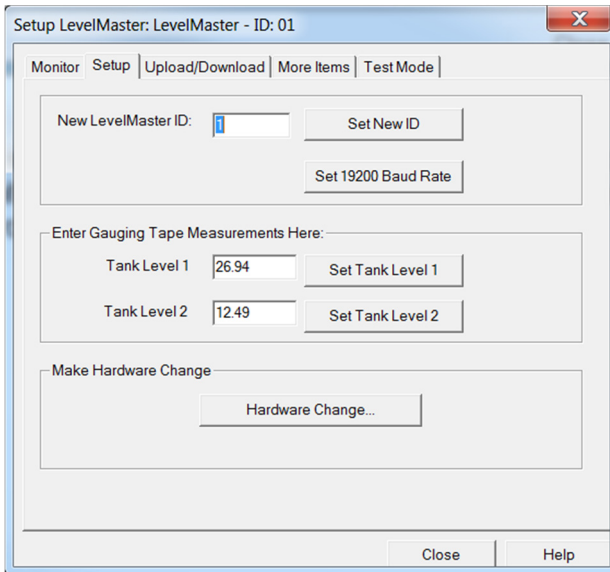 Setup LevelMaster: LevelMaster - ID: 01
X
Monitor Setup Upload/Download More Items Test Mode
New LevelMaster ID: 1 Set New ID
Set 19200 Baud Rate
Enter Gauging Tape Measurements Here:
Tank Level 1 26.94 Set Tank Level 1
Tank Level 2 12.49 Set Tank Level 2
Make Hardware Change
Hardware Change...
Close Help